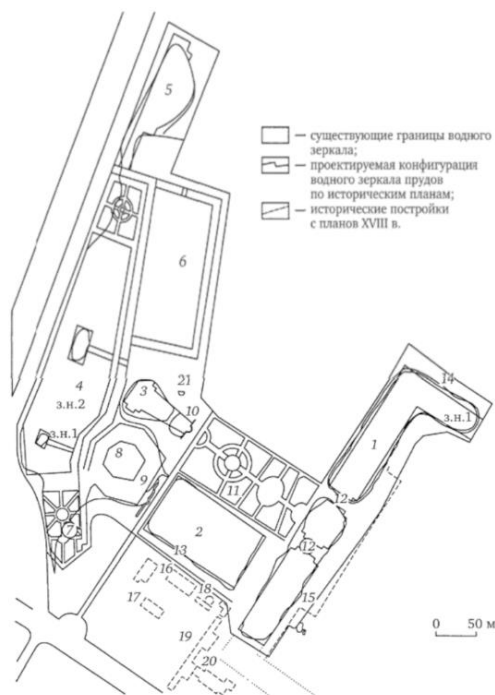 5
— существующие границы водного
зеркала;
— проектируемая конфигурация
водного зеркала прудов
по историческим планам;
— исторические постройки
с планов XVIII в.
6
4
з.н.2
3
21
14
з.н.1
10
1
з.н.1
8
11
9
7
12
2
12
13
16
18
17
15
19
20
0 50 м